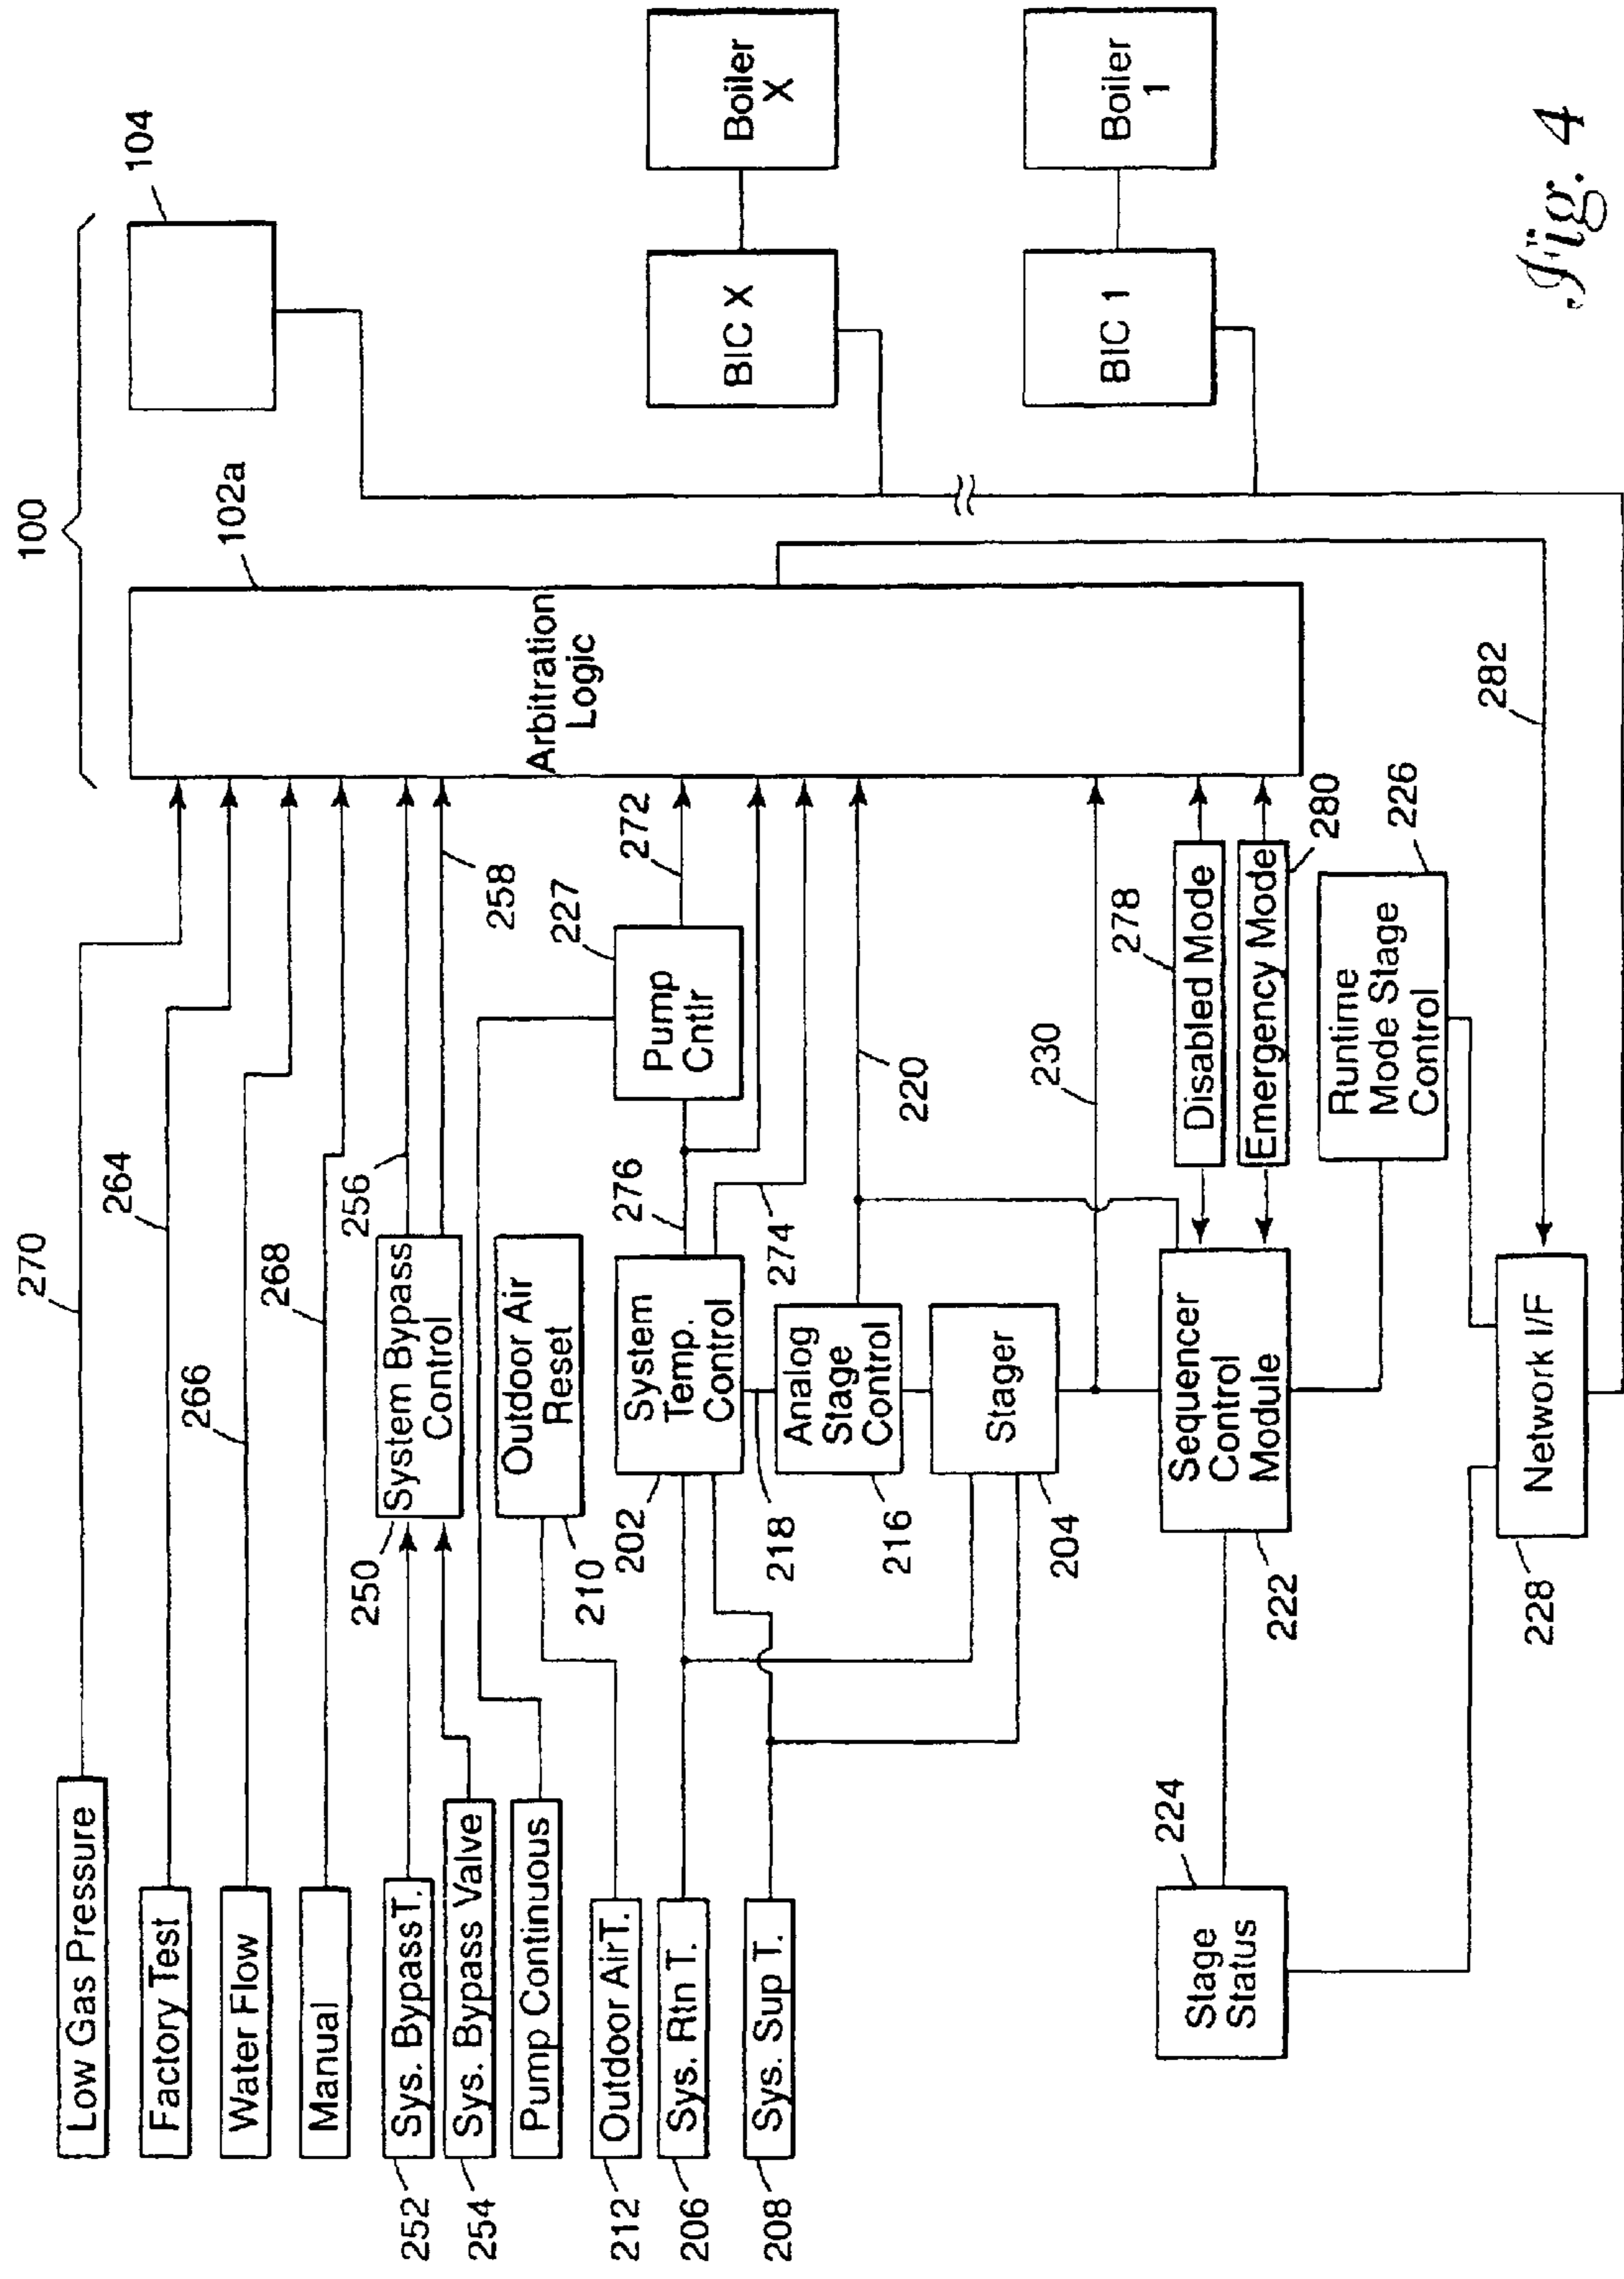 100
104
102a
270
264
266
268
256
258
Low Gas Pressure
Factory Test
Water Flow
Manual
252
Sys. Bypass T.
254
Sys. Bypass Valve
Pump Continuous
212
Outdoor Air T.
206
Sys. Rtn T.
208
Sys. Sup T.
250
System Bypass
Control
210
Outdoor Air
Reset
202
System
Temp.
Control
276
274
227
Pump
Cntlr
272
218
216
Analog
Stage
Control
220
204
Stager
230
222
Sequencer
Control
Module
278
Disabled Mode
280
Emergency Mode
226
Runtime
Mode Stage
Control
224
Stage
Status
228
Network I/F
282
Arbitration
Logic
BIC X
Boiler
X
BIC 1
Boiler
1
Fig. 4